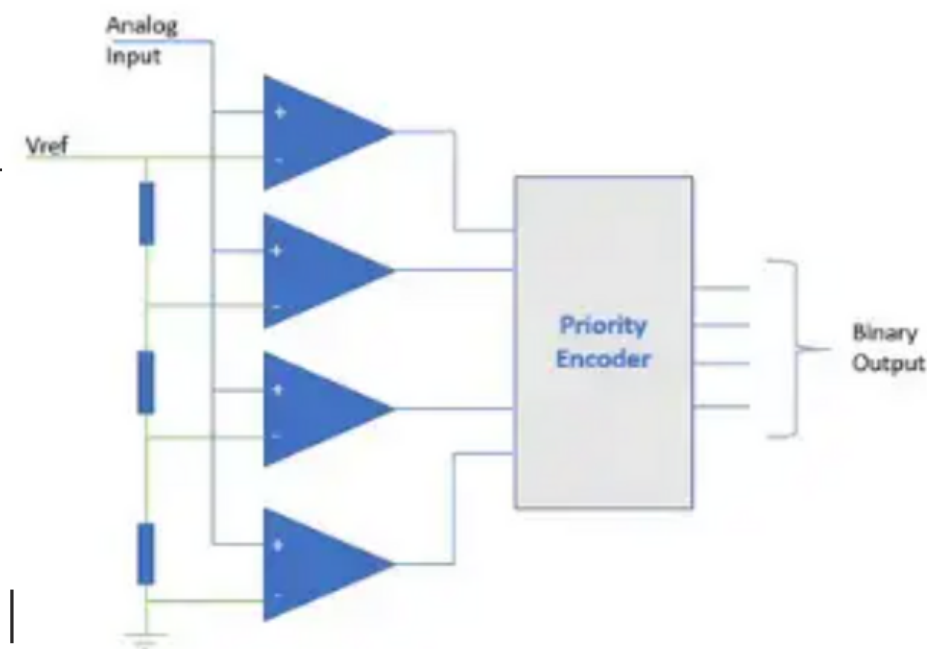 Analog
Input
Vref
+
-
+
-
Priority
Encoder
Binary
Output
+
-
+
-